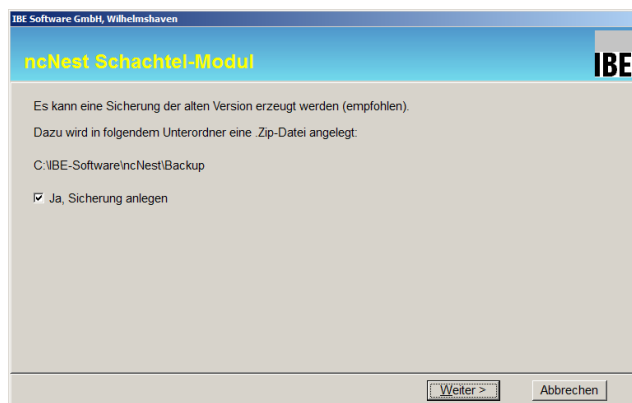 IBE Software GmbH, Wilhelmshaven
ncNest Schachtel-Modul
IBE
Es kann eine Sicherung der alten Version erzeugt werden (empfohlen).
Dazu wird in folgendem Unterordner eine .Zip-Datei angelegt:
C:\IBE-Software\ncNest\Backup
Ja, Sicherung anlegen
Weiter >
Abbrechen